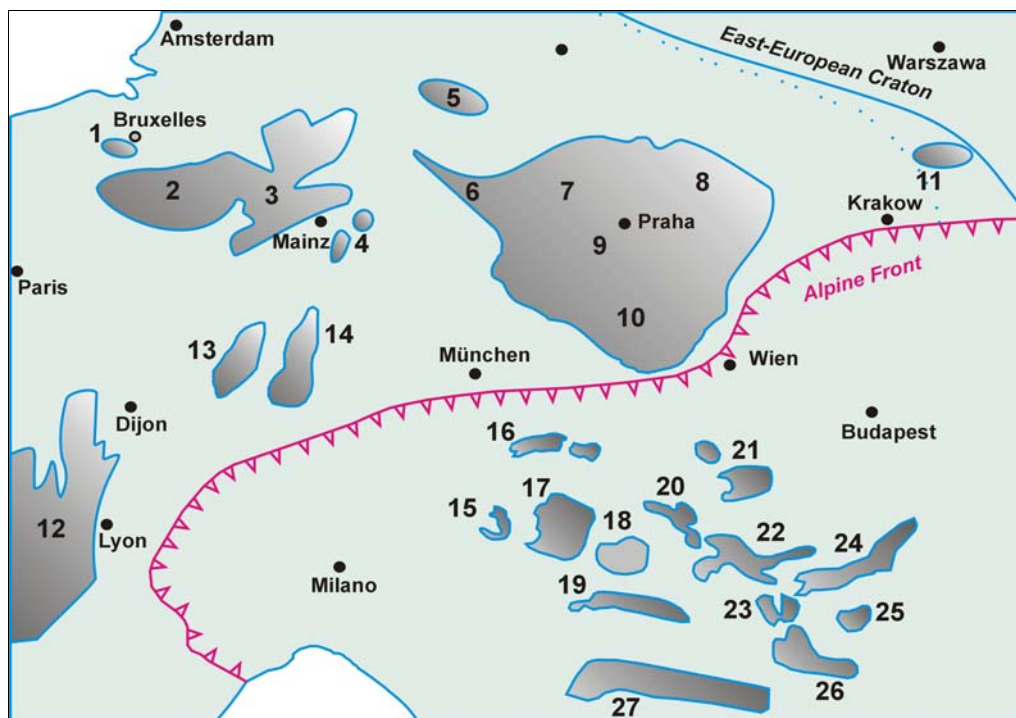 Amsterdam
East-European Craton
Warszawa
5
Bruxelles
1
11
2
3
6
7
8
Krakow
Praha
Mainz
4
9
Paris
Alpine Front
10
13
14
München
Wien
Dijon
Budapest
16
21
17
20
15
12
18
22
24
Lyon
Milano
19
23
25
26
27